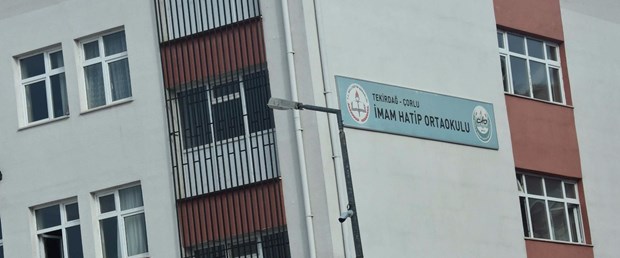 TEKİRDAĞ - ÇORLU
İMAM HATİP ORTAOKULU